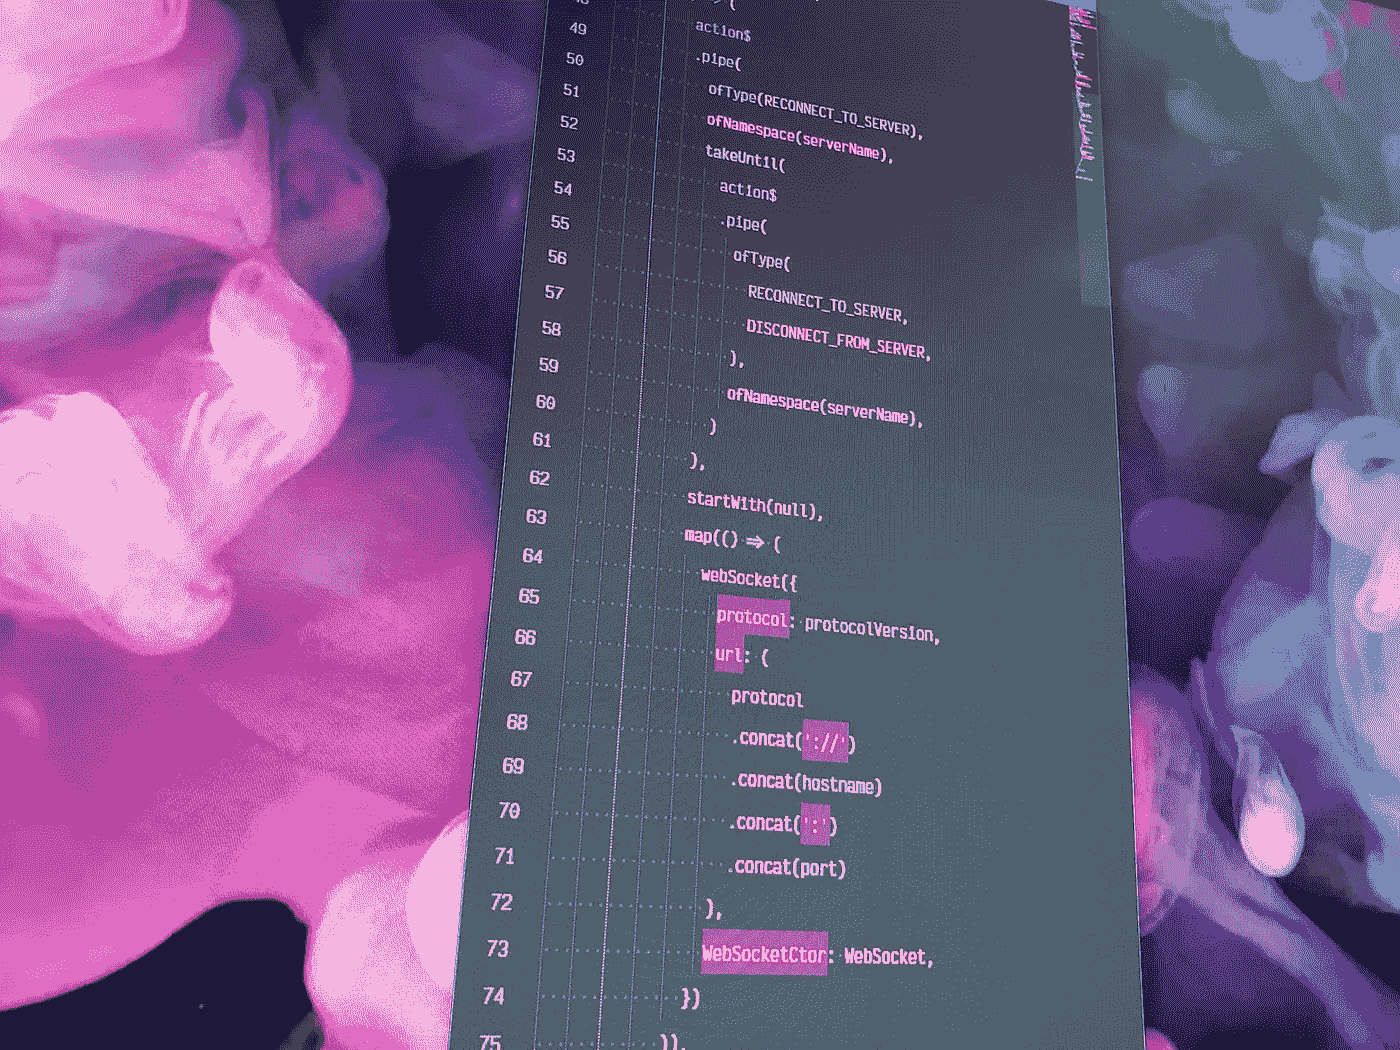 => (
48 action$
49 .pipe(
50 ofType(RECONNECT_TO_SERVER),
51 ofNamespace(serverName),
52 takeUntil(
53 action$
54 .pipe(
55 ofType(
56 RECONNECT_TO_SERVER,
57 DISCONNECT_FROM_SERVER,
58 ),
59 ofNamespace(serverName),
60 )
61 ),
62 startWith(null),
63 map(() => (
64 webSocket({
65 protocol: protocolVersion,
66 url: (
67 protocol
68 .concat('://')
69 .concat(hostname)
70 .concat(':')
71 .concat(port)
72 ),
73 WebSocketCtor: WebSocket,
74 })
75 )),